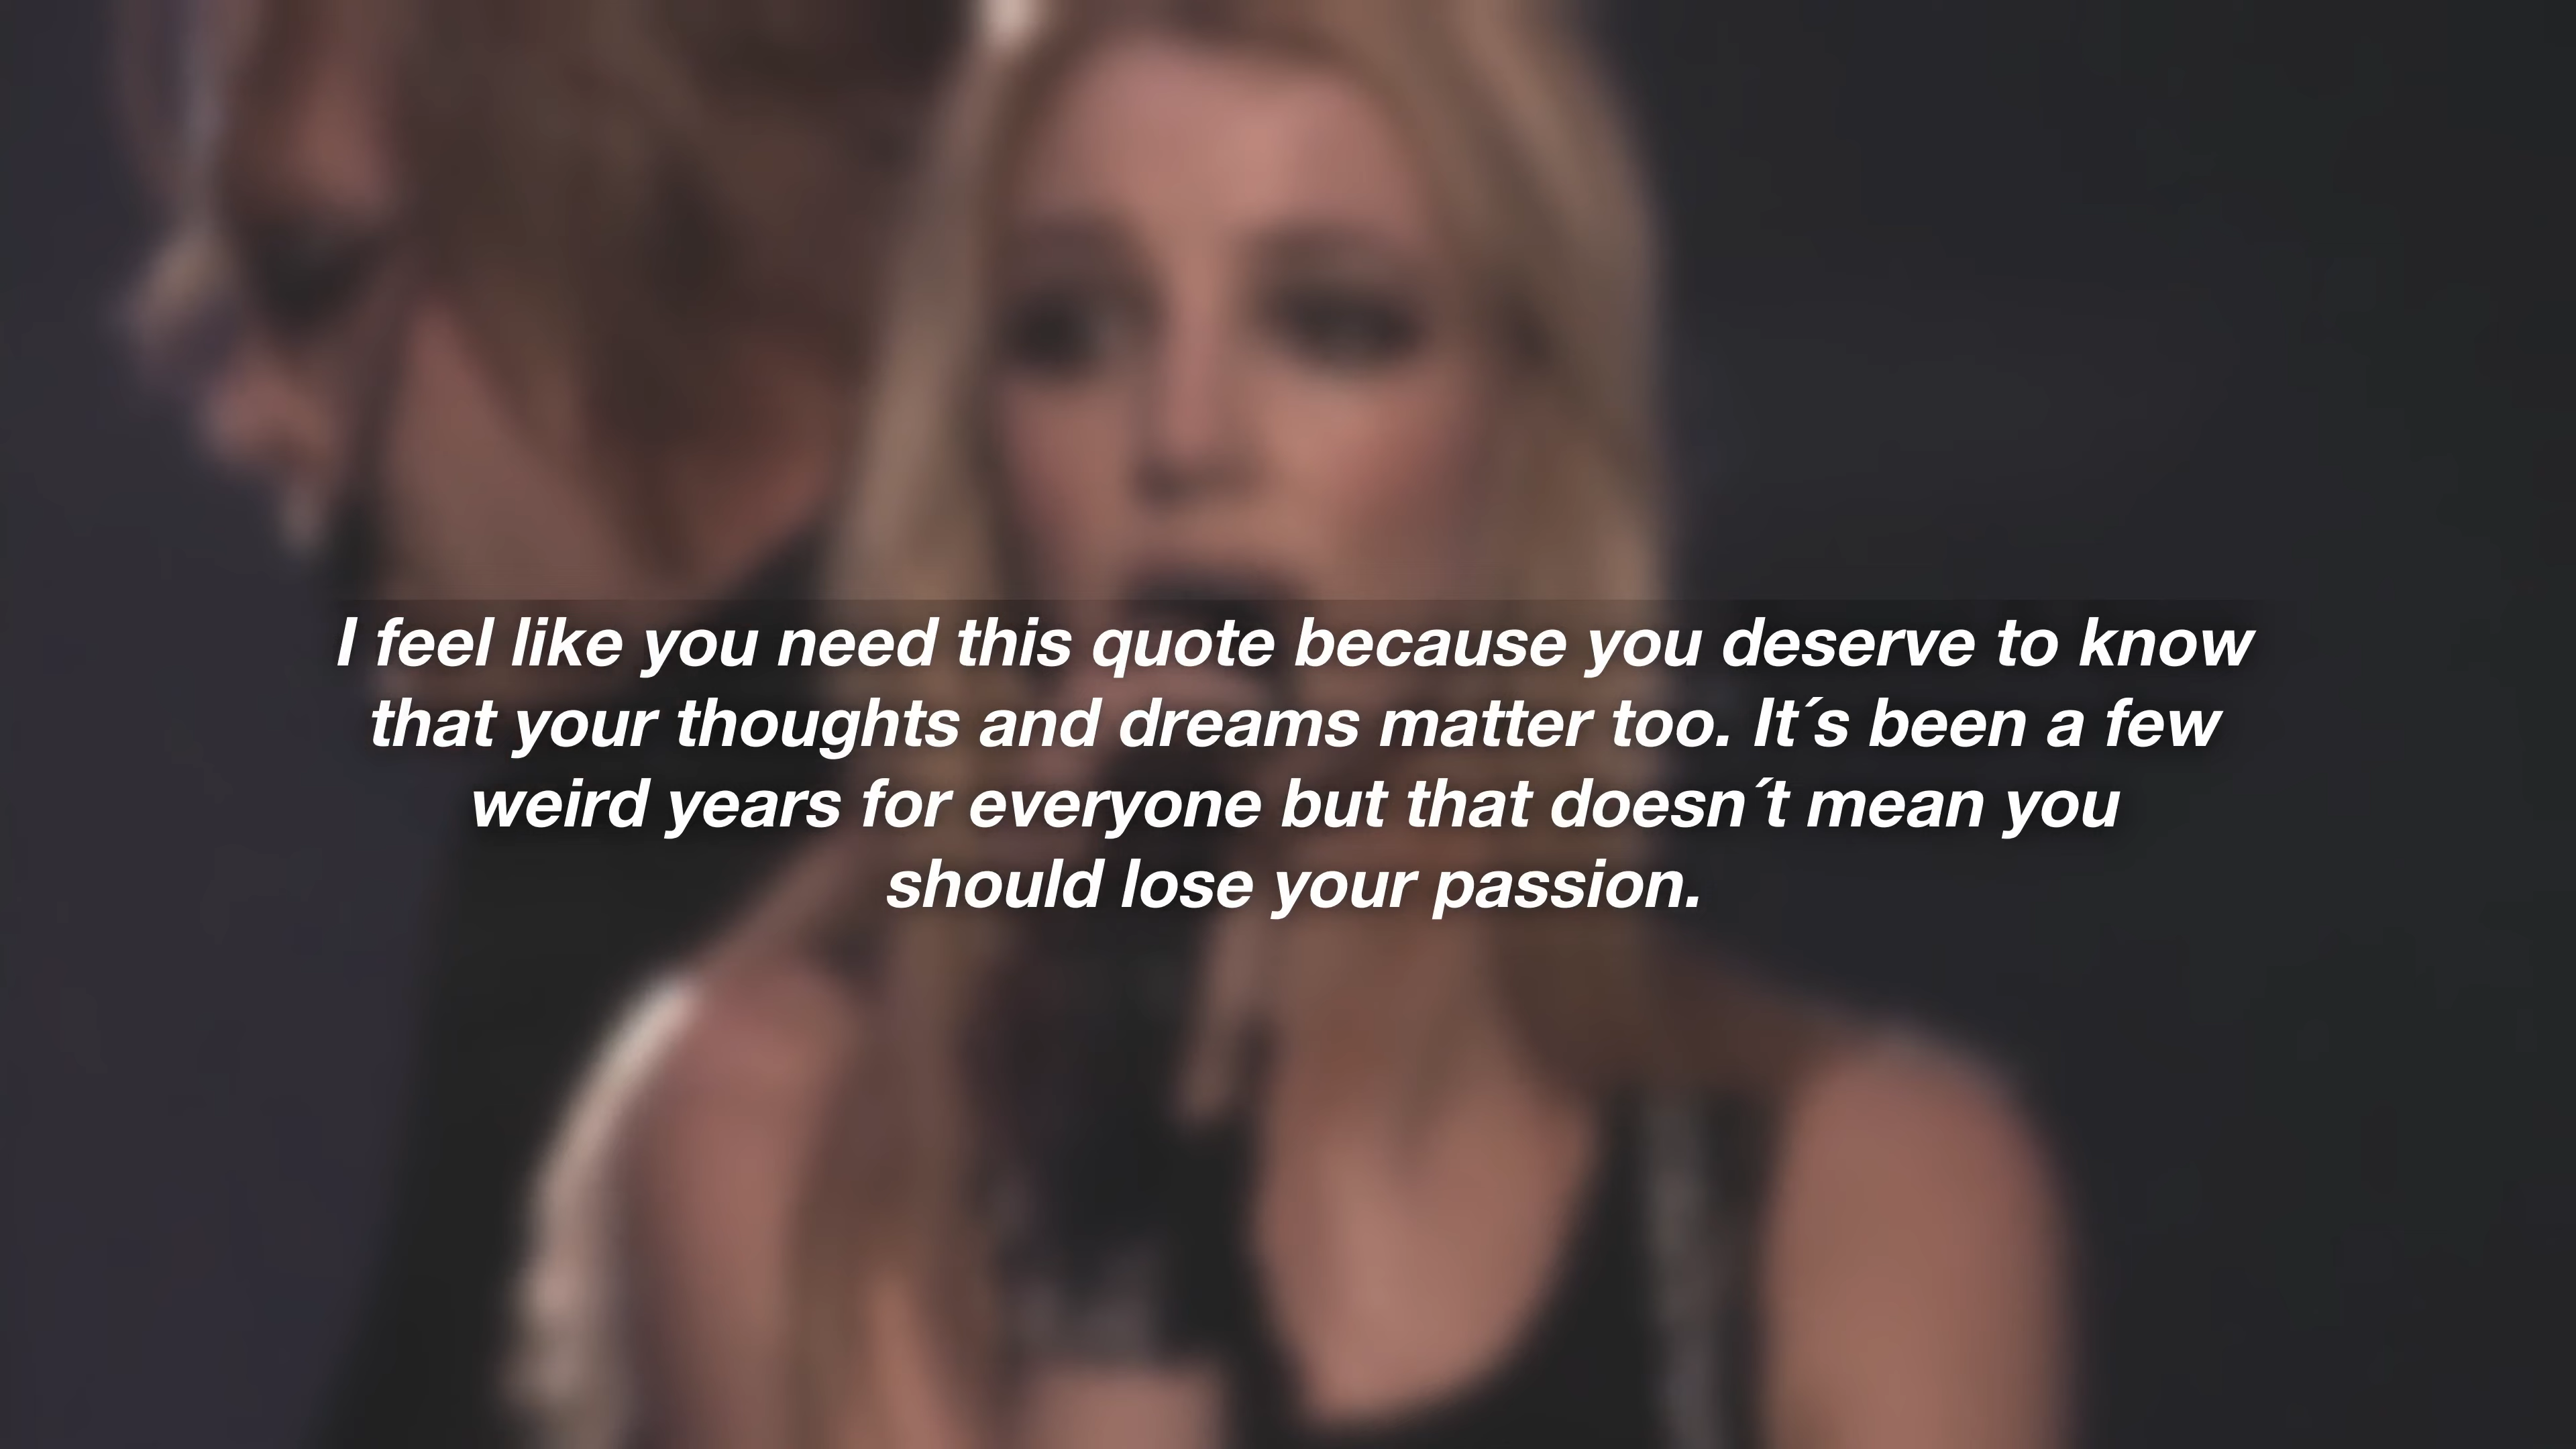 I feel like you need this quote because you deserve to know
that your thoughts and dreams matter too. It´s been a few
weird years for everyone but that doesn´t mean you
should lose your passion.